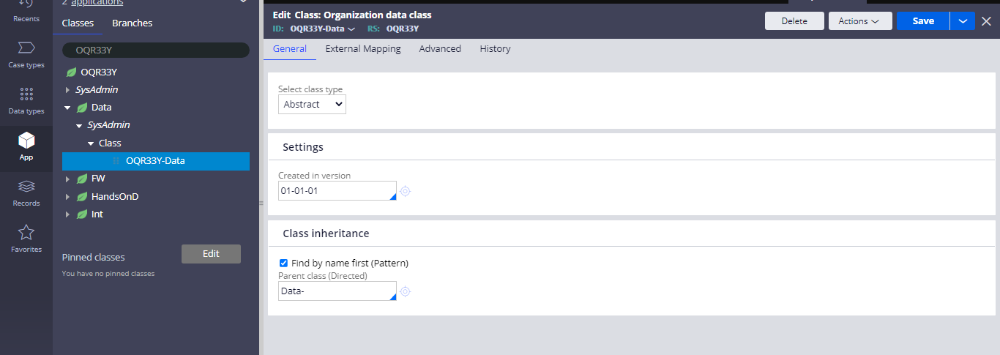 Recents
Case types
Data types
App
Records
Favorites
2 applications
Classes Branches
OQR33Y
OQR33Y
SysAdmin
Data
SysAdmin
Class
OQR33Y-Data
FW
HandsOnD
Int
Pinned classes Edit
You have no pinned classes
Edit Class: Organization data class
ID: OQR33Y-Data RS: OQR33Y
Delete Actions Save
General External Mapping Advanced History
Select class type
Abstract
Settings
Created in version
01-01-01
Class inheritance
Find by name first (Pattern)
Parent class (Directed)
Data-